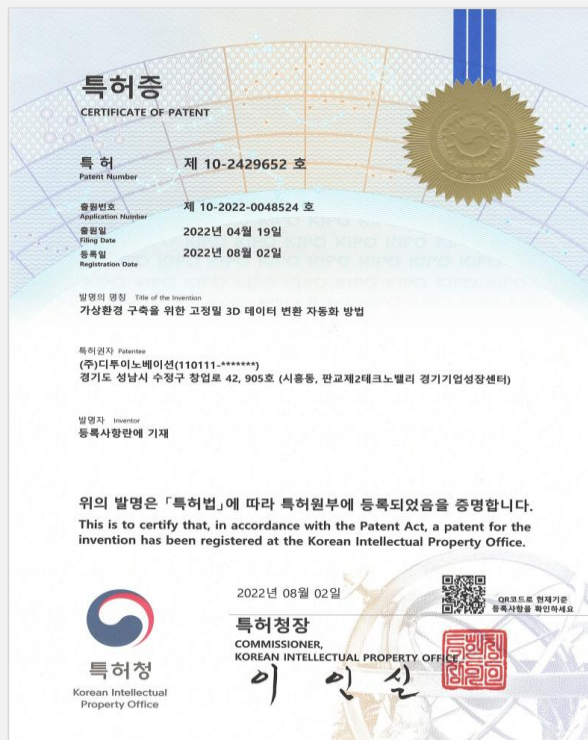 특허증
CERTIFICATE OF PATENT
특 허 제 10-2429652 호
Patent Number
출원번호 제 10-2022-0048524 호
Application Number
출원일 2022년 04월 19일
Filing Date
등록일 2022년 08월 02일
Registration Date
발명의 명칭 Title of the Invention
가상환경 구축을 위한 고정밀 3D 데이터 변환 자동화 방법
특허권자 Patentee
(주)디투이노베이션(110111-*******)
경기도 성남시 수정구 창업로 42, 905호 (시흥동, 판교제2테크노밸리 경기기업성장센터)
발명자 Inventor
등록사항란에 기재
위의 발명은 「특허법」에 따라 특허원부에 등록되었음을 증명합니다.
This is to certify that, in accordance with the Patent Act, a patent for the
invention has been registered at the Korean Intellectual Property Office.
2022년 08월 02일
QR코드로 현재기준
등록사항을 확인하세요
특허청장
COMMISSIONER,
KOREAN INTELLECTUAL PROPERTY OFFICE
이 인 실
특허청
Korean Intellectual
Property Office